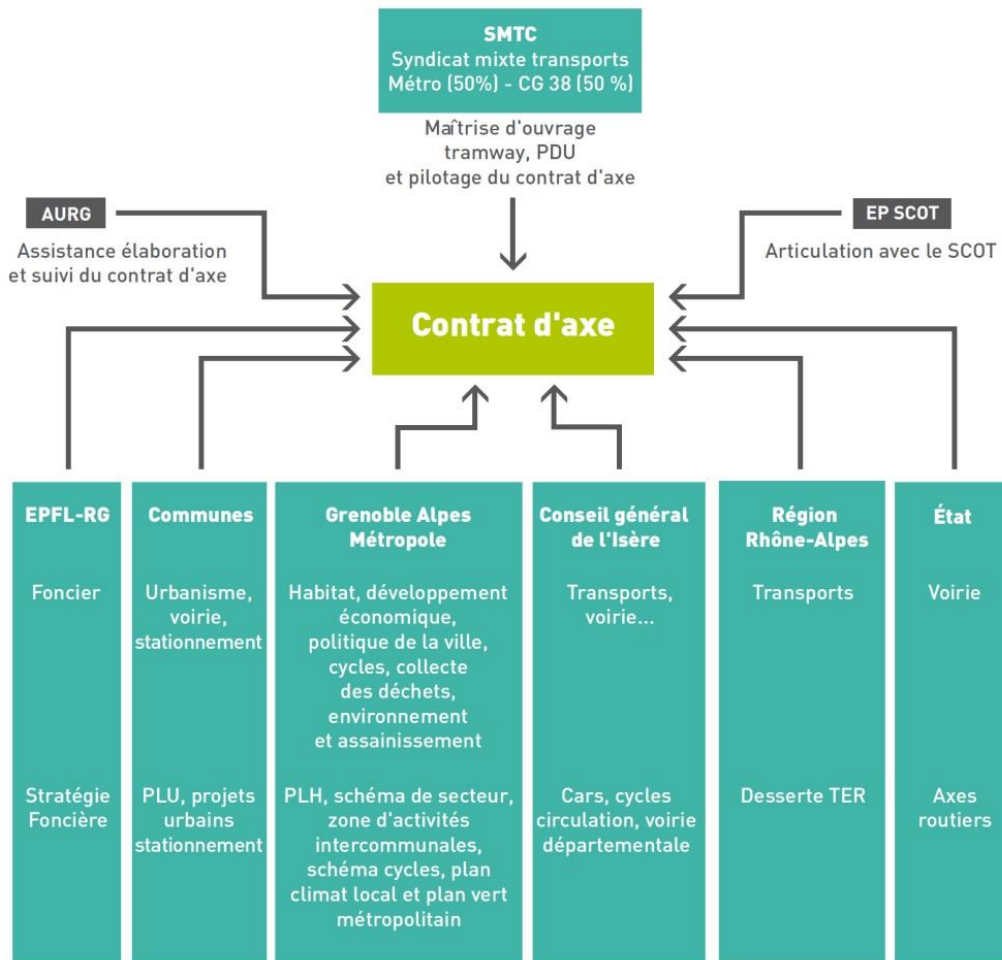 SMTC
Syndicat mixte transports
Métro (50%) - CG 38 (50 %)
Maîtrise d'ouvrage
tramway, PDU
et pilotage du contrat d'axe
AURG
Assistance élaboration
et suivi du contrat d'axe
EP SCOT
Articulation avec le SCOT
Contrat d'axe
EPFL-RG
Foncier
Stratégie
Foncière
Communes
Urbanisme,
voirie,
stationnement
PLU, projets
urbains
stationnement
Grenoble Alpes
Métropole
Habitat, développement
économique,
politique de la ville,
cycles, collecte
des déchets,
environnement
et assainissement
PLH, schéma de secteur,
zone d'activités
intercommunales,
schéma cycles, plan
climat local et plan vert
métropolitain
Conseil général
de l'Isère
Transports,
voirie...
Cars, cycles
circulation, voirie
départementale
Région
Rhône-Alpes
Transports
Desserte TER
État
Voirie
Axes
routiers